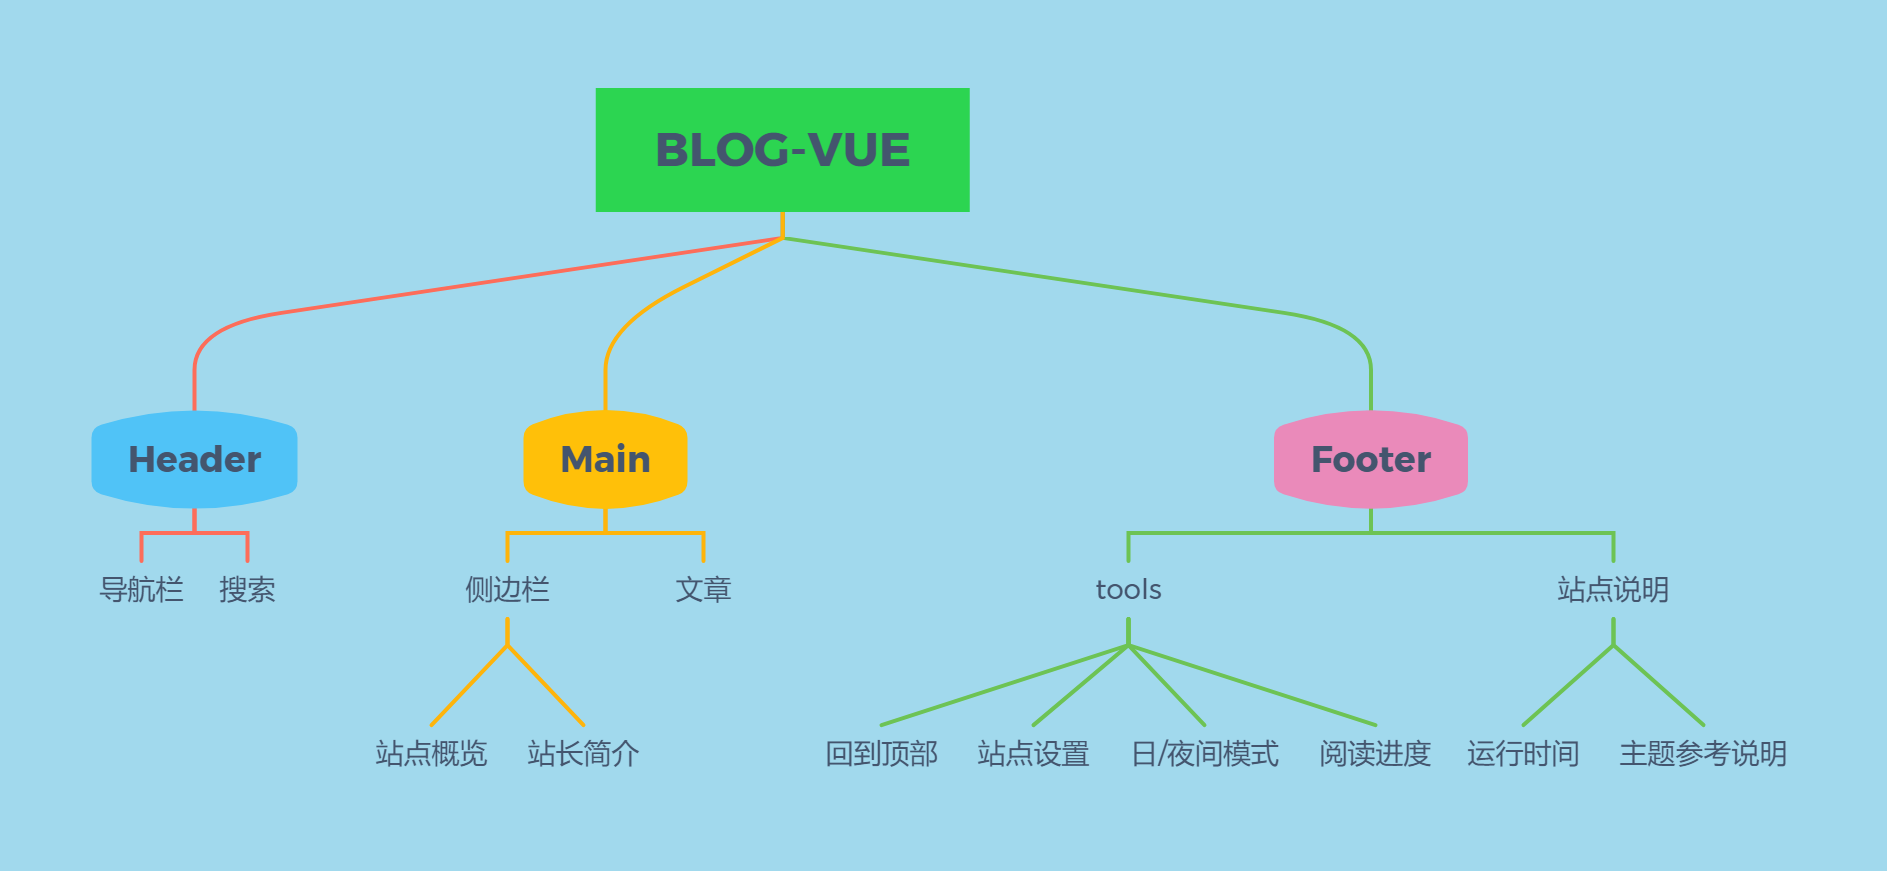 BLOG-VUE
Header
Main
Footer
导航栏
搜索
侧边栏
文章
tools
站点说明
站点概览
站长简介
回到顶部
站点设置
日/夜间模式
阅读进度
运行时间
主题参考说明